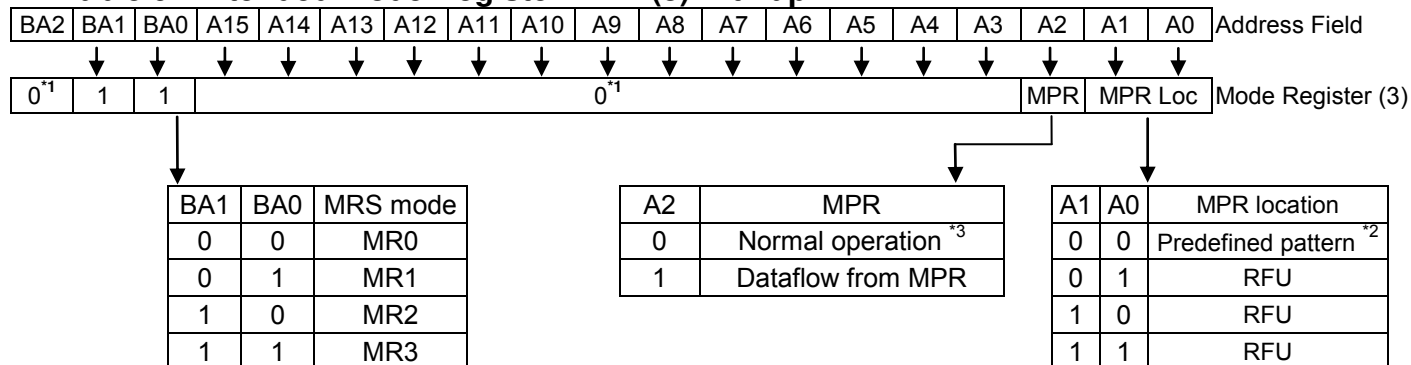 BA2 BA1 BA0 A15 A14 A13 A12 A11 A10 A9 A8 A7 A6 A5 A4 A3 A2 A1 A0 Address Field
0*1 1 1 0*1 MPR MPR Loc Mode Register (3)
BA1 BA0 MRS mode
0 0 MR0
0 1 MR1
1 0 MR2
1 1 MR3
A2 MPR
0 Normal operation *3
1 Dataflow from MPR
A1 A0 MPR location
0 0 Predefined pattern *2
0 1 RFU
1 0 RFU
1 1 RFU